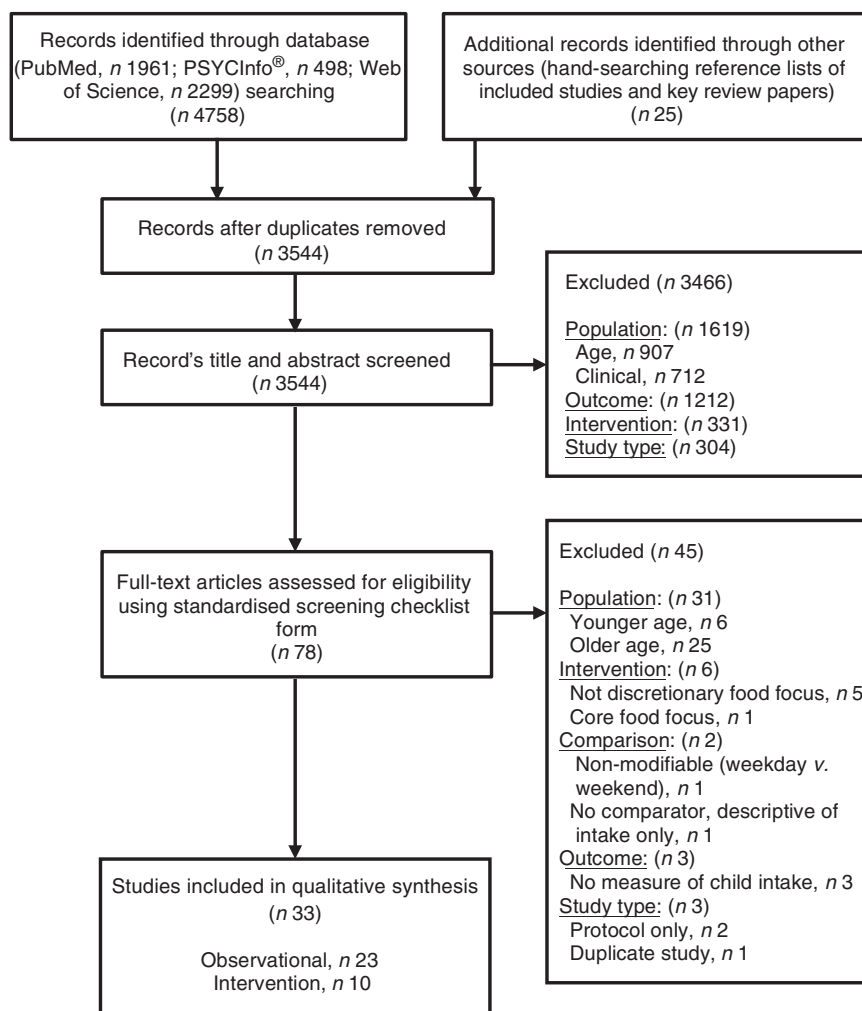 Records identified through database
(PubMed, n 1961; PSYCInfo®, n 498; Web
of Science, n 2299) searching
(n 4758)
Additional records identified through other
sources (hand-searching reference lists of
included studies and key review papers)
(n 25)
Records after duplicates removed
(n 3544)
Record's title and abstract screened
(n 3544)
Excluded (n 3466)
Population: (n 1619)
Age, n 907
Clinical, n 712
Outcome: (n 1212)
Intervention: (n 331)
Study type: (n 304)
Full-text articles assessed for eligibility
using standardised screening checklist
form
(n 78)
Excluded (n 45)
Population: (n 31)
Younger age, n 6
Older age, n 25
Intervention: (n 6)
Not discretionary food focus, n 5
Core food focus, n 1
Comparison: (n 2)
Non-modifiable (weekday v.
weekend), n 1
No comparator, descriptive of
intake only, n 1
Outcome: (n 3)
No measure of child intake, n 3
Study type: (n 3)
Protocol only, n 2
Duplicate study, n 1
Studies included in qualitative synthesis
(n 33)
Observational, n 23
Intervention, n 10